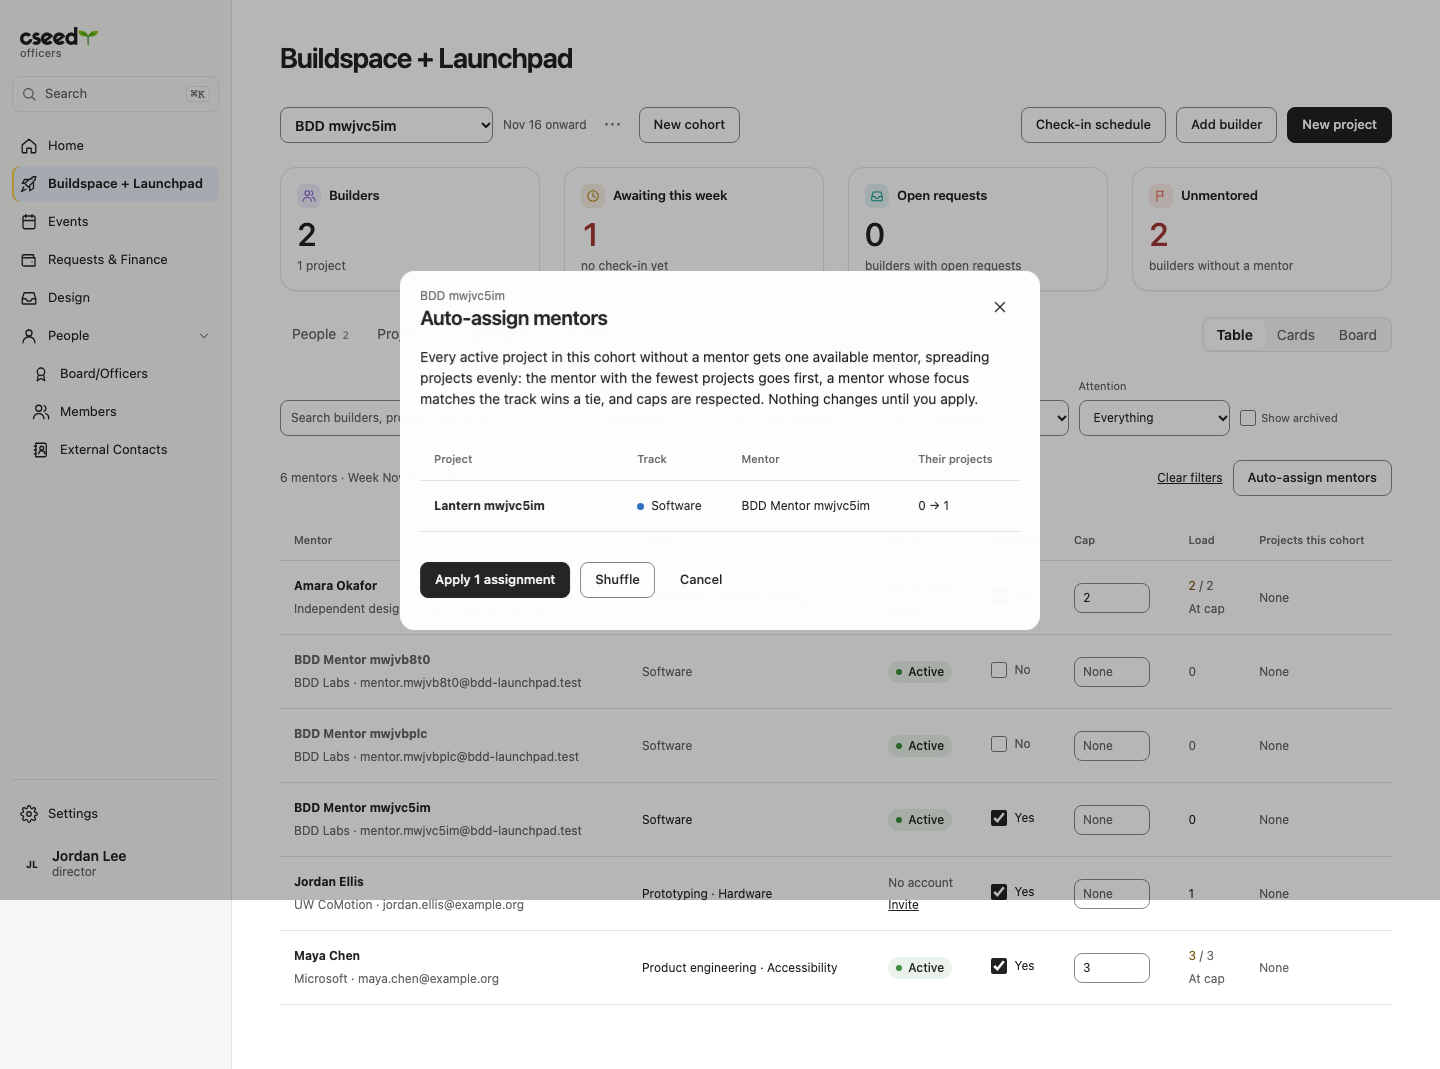 cseed
officers
Search ⌘K
Home
Buildspace + Launchpad
Events
Requests & Finance
Design
People
Board/Officers
Members
External Contacts
Settings
JL
Jordan Lee
director
Buildspace + Launchpad
BDD mwjvc5im
Nov 16 onward
···
New cohort
Check-in schedule
Add builder
New project
Builders
2
1 project
Awaiting this week
1
no check-in yet
Open requests
0
builders with open requests
Unmentored
2
builders without a mentor
People 2
Table Cards Board
Attention
Search builders,
Everything
Show archived
6 mentors · Week
Clear filters
Auto-assign mentors
BDD mwjvc5im
Auto-assign mentors
Every active project in this cohort without a mentor gets one available mentor, spreading
projects evenly: the mentor with the fewest projects goes first, a mentor whose focus
matches the track wins a tie, and caps are respected. Nothing changes until you apply.
Project Track Mentor Their projects
Lantern mwjvc5im Software BDD Mentor mwjvc5im 0 → 1
Apply 1 assignment Shuffle Cancel
Mentor Cap Load Projects this cohort
Amara Okafor
Independent
2
2 / 2
At cap
None
BDD Mentor mwjvb8t0
BDD Labs · mentor.mwjvb8t0@bdd-launchpad.test
Software
Active
No
None
0
None
BDD Mentor mwjvbplc
BDD Labs · mentor.mwjvbplc@bdd-launchpad.test
Software
Active
No
None
0
None
BDD Mentor mwjvc5im
BDD Labs · mentor.mwjvc5im@bdd-launchpad.test
Software
Active
Yes
None
0
None
Jordan Ellis
UW CoMotion · jordan.ellis@example.org
Prototyping · Hardware
No account
Invite
Yes
None
1
None
Maya Chen
Microsoft · maya.chen@example.org
Product engineering · Accessibility
Active
Yes
3
3 / 3
At cap
None